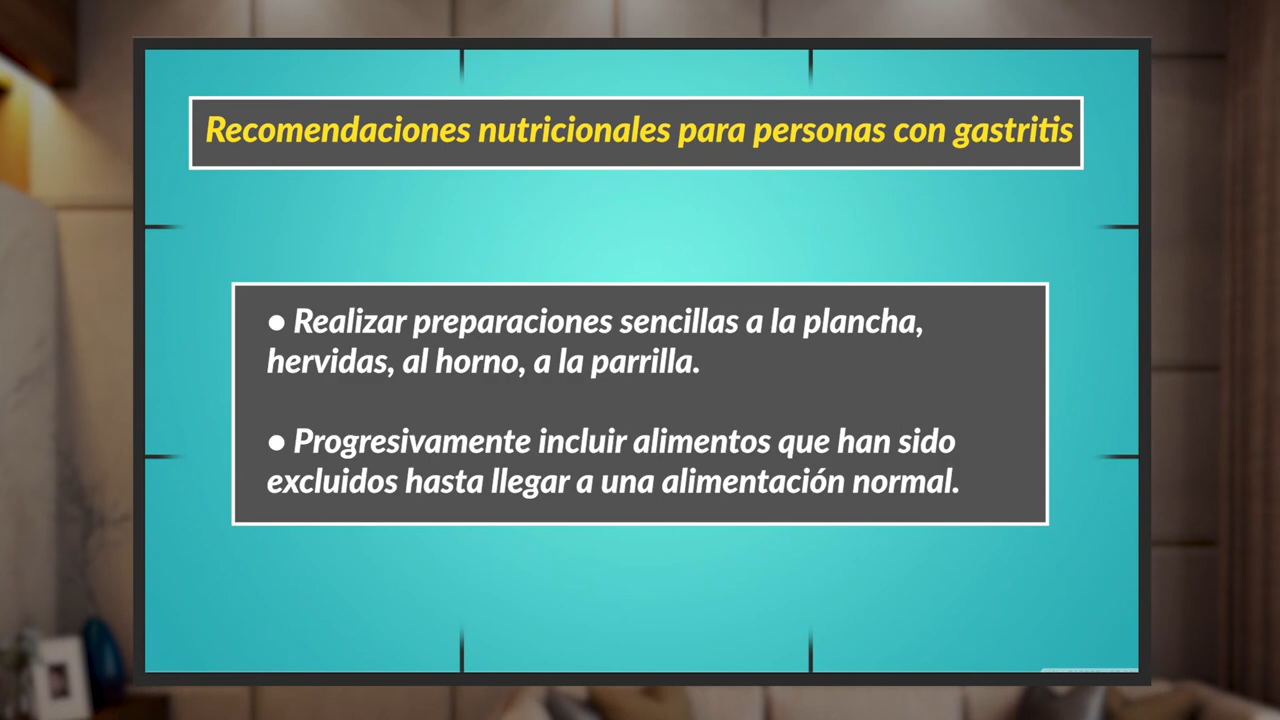 Recomendaciones nutricionales para personas con gastritis
● Realizar preparaciones sencillas a la plancha,
hervidas, al horno, a la parrilla.
● Progresivamente incluir alimentos que han sido
excluidos hasta llegar a una alimentación normal.